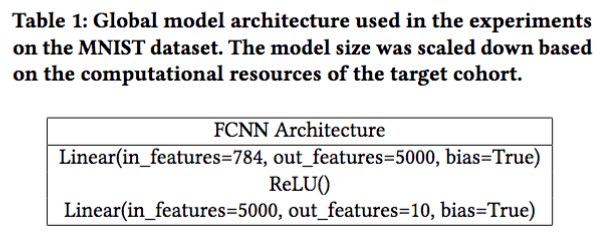 Table 1: Global model architecture used in the experiments
on the MNIST dataset. The model size was scaled down based
on the computational resources of the target cohort.
FCNN Architecture
Linear(in_features=784, out_features=5000, bias=True)
ReLU()
Linear(in_features=5000, out_features=10, bias=True)